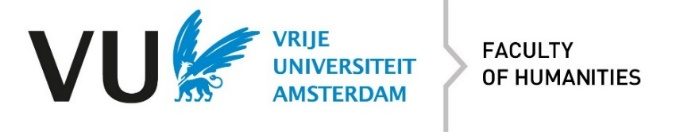 VU
VRIJE
UNIVERSITEIT
AMSTERDAM
FACULTY
OF HUMANITIES